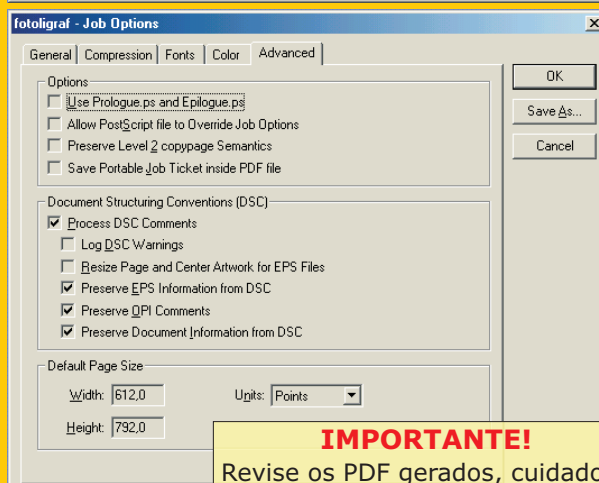 fotoligraf - Job Options
General Compression Fonts Color Advanced
OK
Save As...
Cancel
Options
Use Prologue.ps and Epilogue.ps
Allow PostScript file to Override Job Options
Preserve Level 2 copypage Semantics
Save Portable Job Ticket inside PDF file
Document Structuring Conventions (DSC)
Process DSC Comments
Log DSC Warnings
Resize Page and Center Artwork for EPS Files
Preserve EPS Information from DSC
Preserve OPI Comments
Preserve Document Information from DSC
Default Page Size
Width: 612,0 Units: Points
Height: 792,0
IMPORTANTE!
Revise os PDF gerados, cuidado